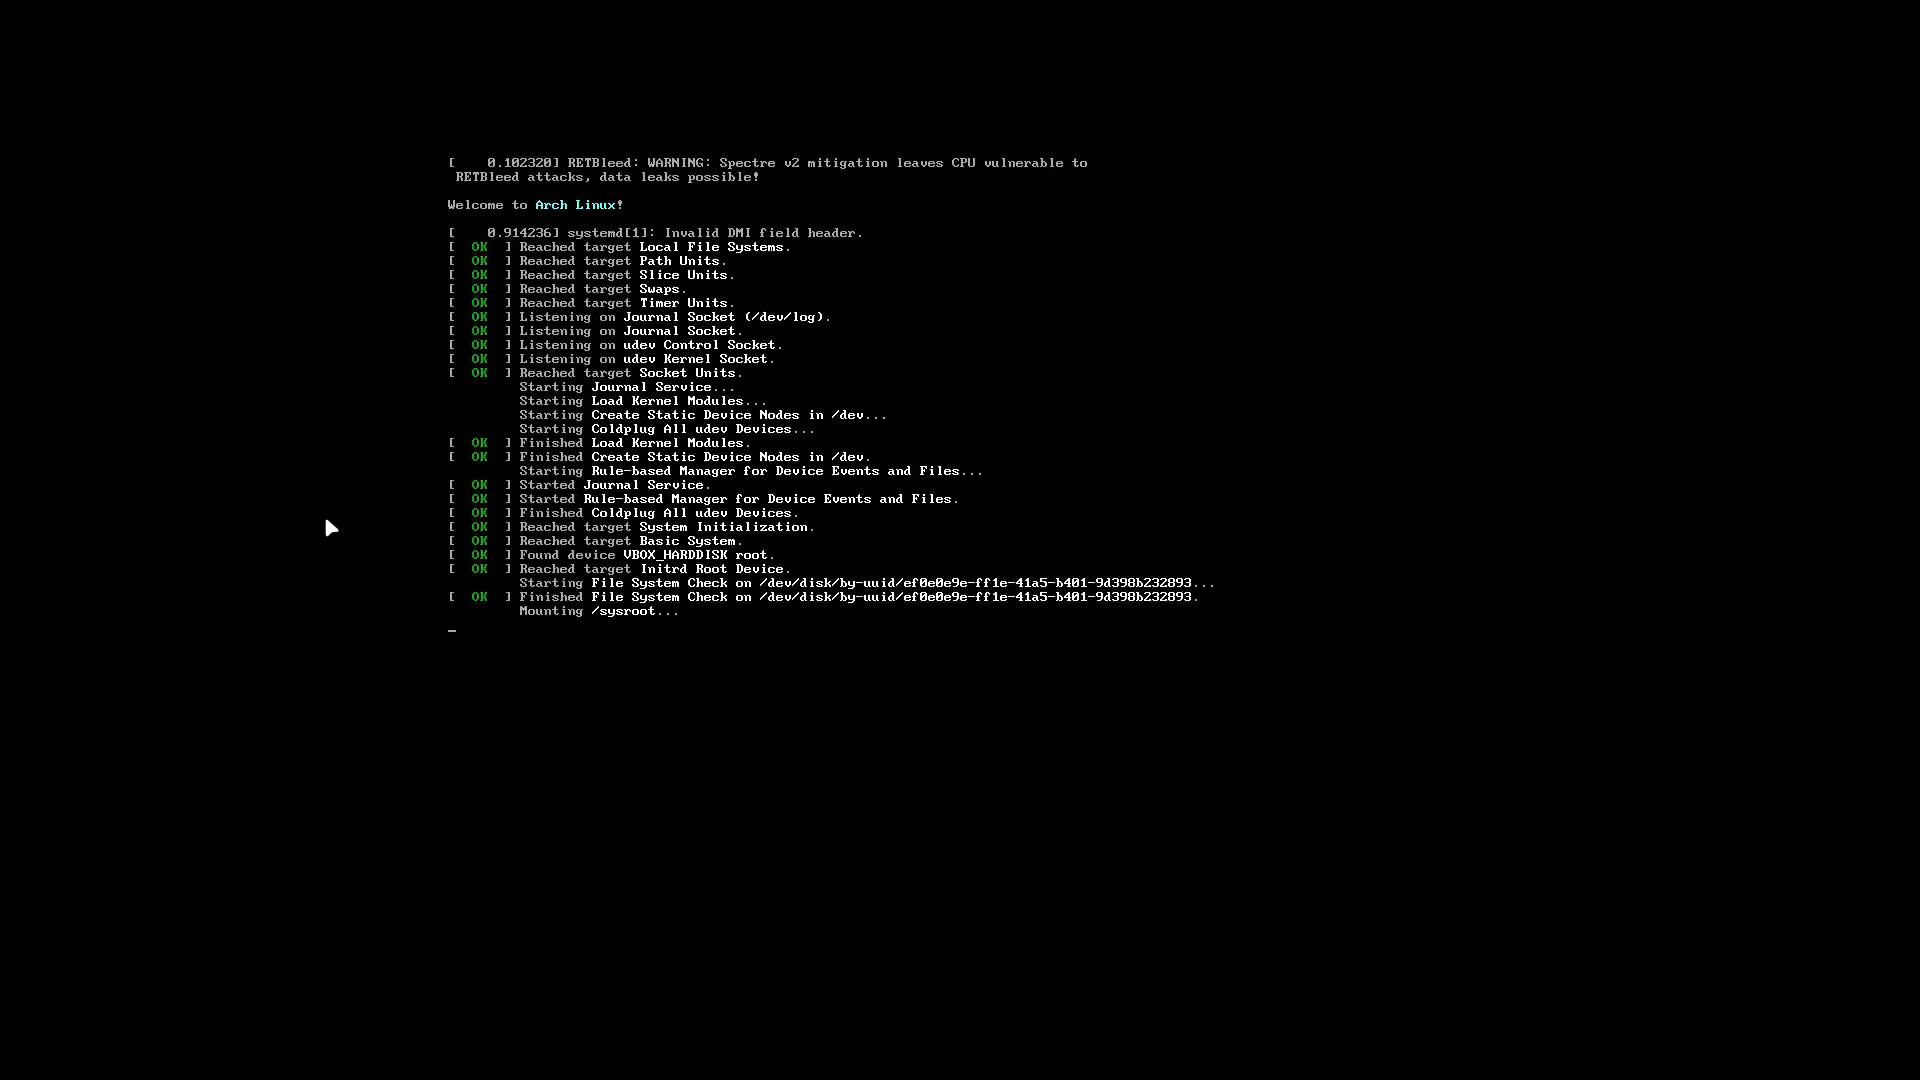 [    0.102320] RETBleed: WARNING: Spectre v2 mitigation leaves CPU vulnerable to
 RETBleed attacks, data leaks possible!
Welcome to Arch Linux!
[    0.914236] systemd[1]: Invalid DMI field header.
[  OK  ] Reached target Local File Systems.
[  OK  ] Reached target Path Units.
[  OK  ] Reached target Slice Units.
[  OK  ] Reached target Swaps.
[  OK  ] Reached target Timer Units.
[  OK  ] Listening on Journal Socket (/dev/log).
[  OK  ] Listening on Journal Socket.
[  OK  ] Listening on udev Control Socket.
[  OK  ] Listening on udev Kernel Socket.
[  OK  ] Reached target Socket Units.
         Starting Journal Service...
         Starting Load Kernel Modules...
         Starting Create Static Device Nodes in /dev...
         Starting Coldplug All udev Devices...
[  OK  ] Finished Load Kernel Modules.
[  OK  ] Finished Create Static Device Nodes in /dev.
         Starting Rule-based Manager for Device Events and Files...
[  OK  ] Started Journal Service.
[  OK  ] Started Rule-based Manager for Device Events and Files.
[  OK  ] Finished Coldplug All udev Devices.
[  OK  ] Reached target System Initialization.
[  OK  ] Reached target Basic System.
[  OK  ] Found device VBOX_HARDDISK root.
[  OK  ] Reached target Initrd Root Device.
         Starting File System Check on /dev/disk/by-uuid/ef0e0e9e-ff1e-41a5-b401-9d398b232893...
[  OK  ] Finished File System Check on /dev/disk/by-uuid/ef0e0e9e-ff1e-41a5-b401-9d398b232893.
         Mounting /sysroot...
_